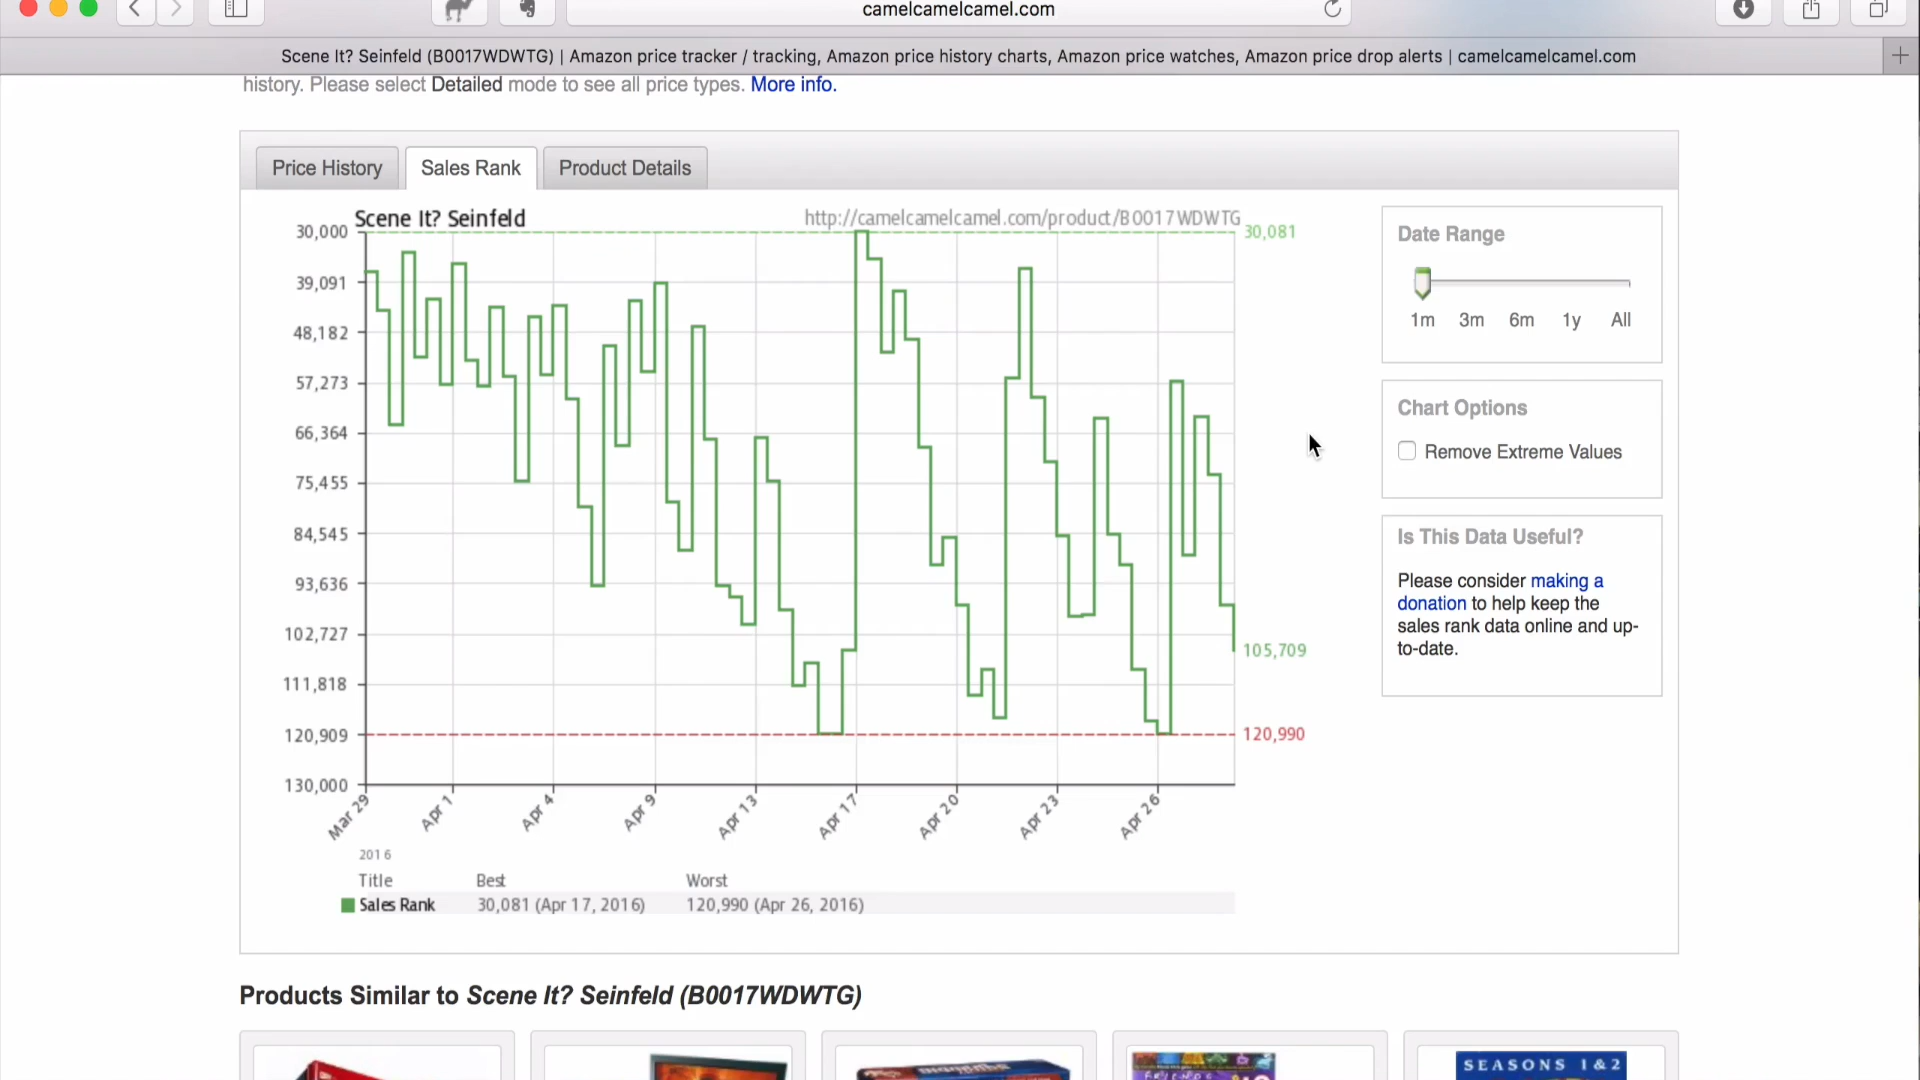 camelcamelcamel.com
Scene It? Seinfeld (B0017WDWTG) | Amazon price tracker / tracking, Amazon price history charts, Amazon price watches, Amazon price drop alerts | camelcamelcamel.com
history. Please select Detailed mode to see all price types. More info.
Price History
Sales Rank
Product Details
Scene It? Seinfeld
http://camelcamelcamel.com/product/B0017WDWTG
30,000
39,091
48,182
57,273
66,364
75,455
84,545
93,636
102,727
111,818
120,909
130,000
30,081
105,709
120,990
Mar 29
Apr 1
Apr 4
Apr 9
Apr 13
Apr 17
Apr 20
Apr 23
Apr 26
2016
Title Best Worst
Sales Rank 30,081 (Apr 17, 2016) 120,990 (Apr 26, 2016)
Date Range
1m 3m 6m 1y All
Chart Options
Remove Extreme Values
Is This Data Useful?
Please consider making a
donation to help keep the
sales rank data online and up-
to-date.
Products Similar to Scene It? Seinfeld (B0017WDWTG)
FRIENDS
SEASONS 1 & 2